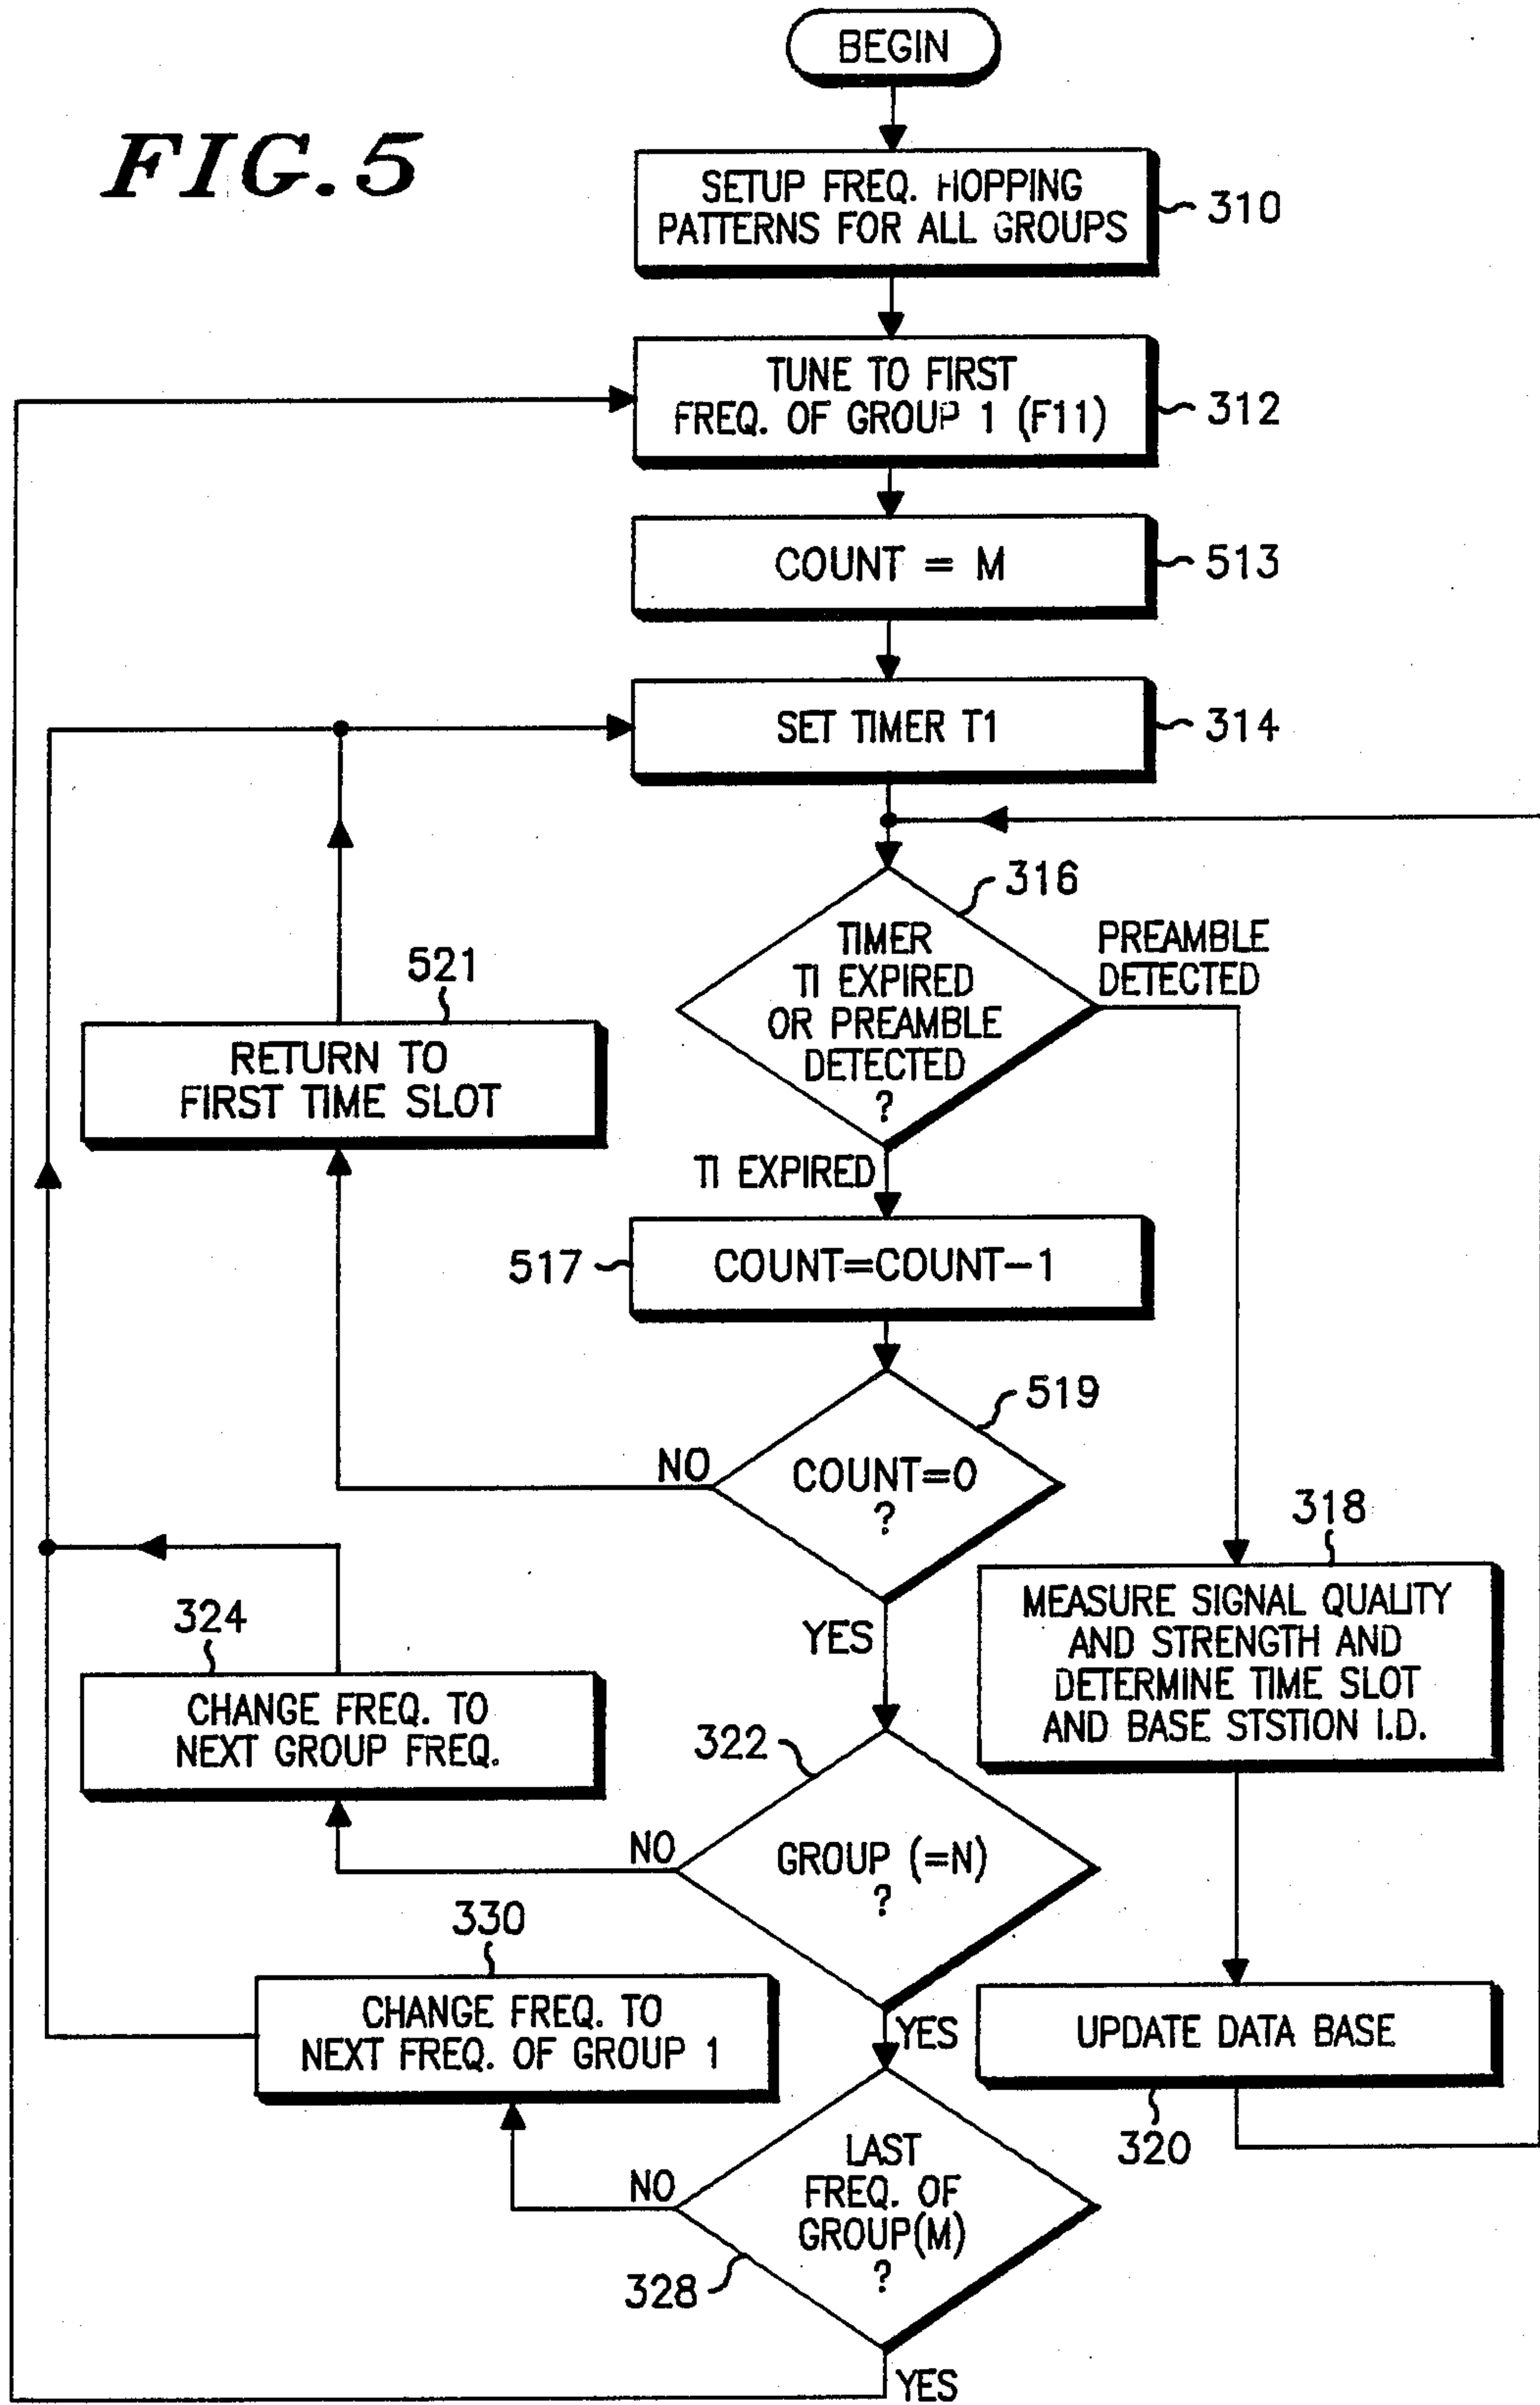 FIG. 5
BEGIN
SETUP FREQ. HOPPING
PATTERNS FOR ALL GROUPS
310
TUNE TO FIRST
FREQ. OF GROUP 1 (F11)
312
COUNT = M
513
SET TIMER T1
314
316
TIMER
TI EXPIRED
OR PREAMBLE
DETECTED
?
PREAMBLE
DETECTED
521
RETURN TO
FIRST TIME SLOT
TI EXPIRED
517
COUNT=COUNT-1
519
COUNT=0
?
NO
YES
318
MEASURE SIGNAL QUALITY
AND STRENGTH AND
DETERMINE TIME SLOT
AND BASE STSTION I.D.
324
CHANGE FREQ. TO
NEXT GROUP FREQ.
322
GROUP (=N)
?
NO
YES
330
CHANGE FREQ. TO
NEXT FREQ. OF GROUP 1
UPDATE DATA BASE
320
LAST
FREQ. OF
GROUP(M)
?
NO
328
YES